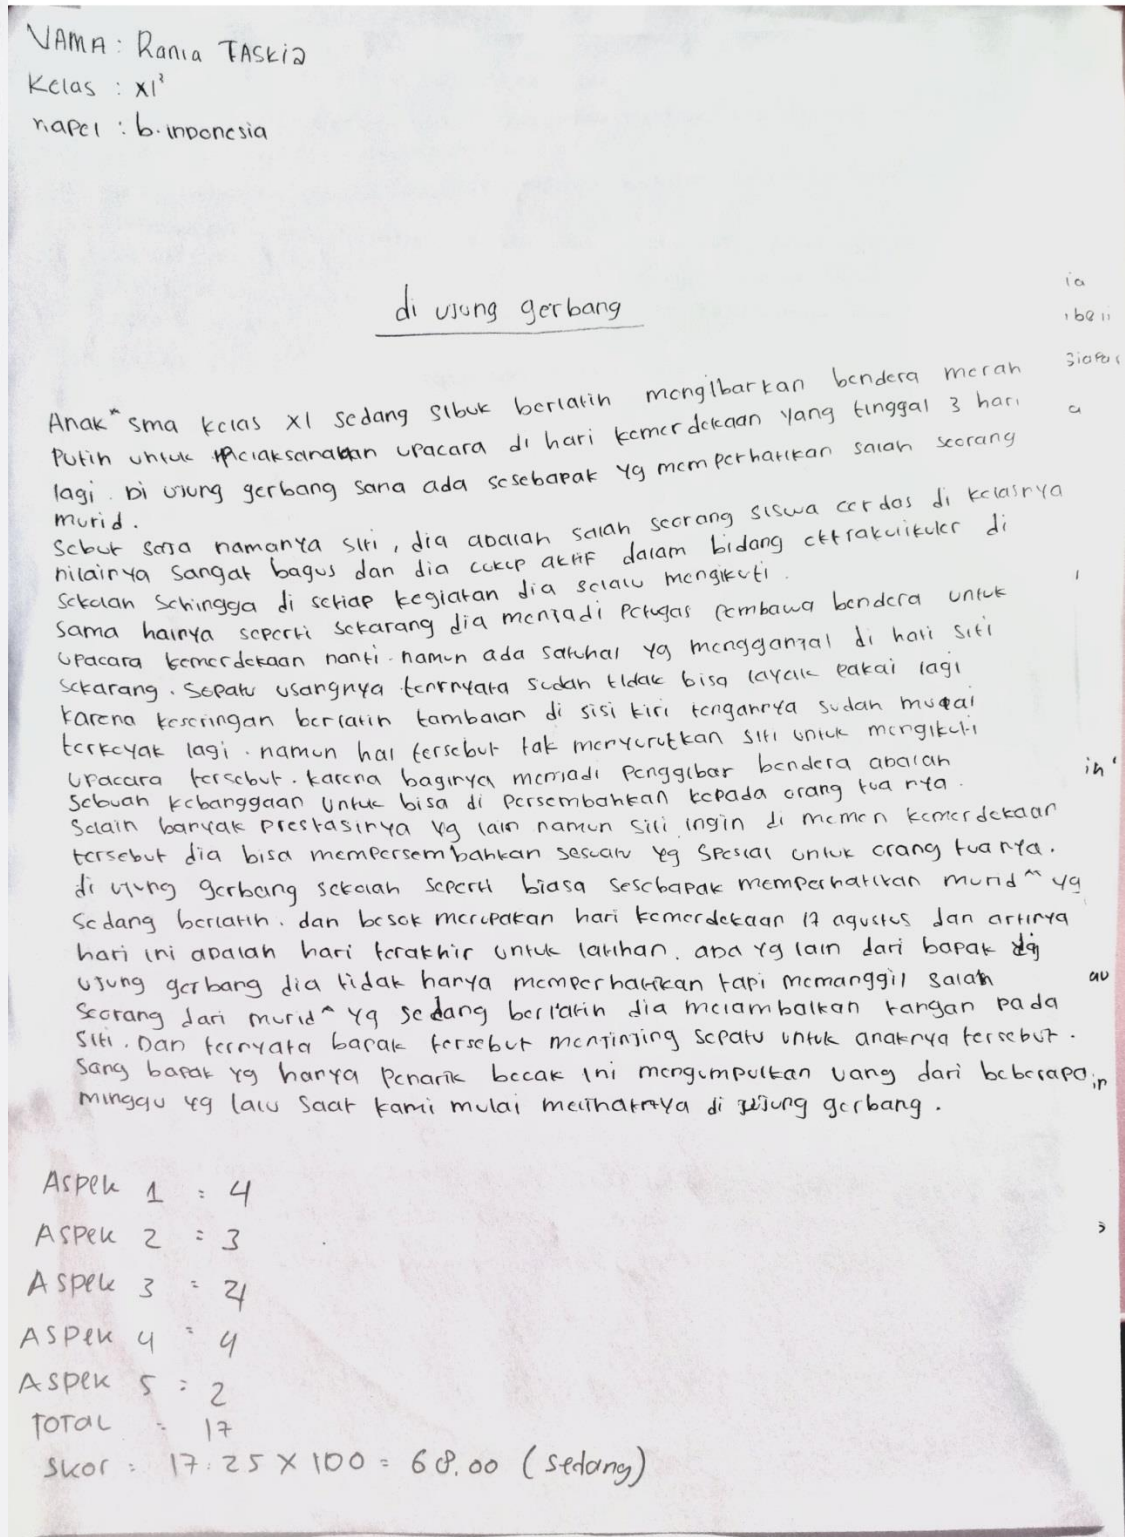 NAMA : Rania TASKIA
Kelas : XI³
mapel : b.inDonesia
di ujung gerbang
Anak" sma kelas XI sedang sibuk berlatih mengibarkan bendera merah
Putih untuk melaksanakan upacara di hari kemerdekaan yang tinggal 3 hari
lagi. Di ujung gerbang sana ada sesebapak yg memperhatikan salah seorang
murid.
Sebut saja namanya siti, dia adalah salah seorang siswa cerdas di kelasnya
nilainya sangat bagus dan dia cukup aktif dalam bidang ektrakulikuler di
sekolah sehingga di setiap kegiatan dia selalu mengikuti.
sama halnya seperti sekarang dia menjadi petugas pembawa bendera untuk
upacara kemerdekaan nanti. namun ada satuhal yg mengganjal di hati siti
sekarang. Sepatu usangnya ternyata sudah tidak bisa layak pakai lagi
karena keseringan berlatih tambalan di sisi kiri tengannya sudah mulai
terkoyak lagi. namun hal tersebut tak menyurutkan siti untuk mengikuti
upacara tersebut. karena baginya menjadi penggibar bendera adalah
sebuah kebanggaan untuk bisa di persembahkan kepada orang tua nya.
Selain banyak prestasinya yg lain namun siti ingin di momen kemerdekaan
tersebut dia bisa mempersembahkan sesuatu yg spesial untuk orang tuanya.
di ujung gerbang sekolah seperti biasa sesebapak memperhatikan murid" yg
sedang berlatih. dan besok merupakan hari kemerdekaan 17 agustus dan artinya
hari ini adalah hari terakhir untuk latihan. ada yg lain dari bapak di
ujung gerbang dia tidak hanya memperhatikan tapi memanggil salah
seorang dari murid" yg sedang berlatih dia melambaikan tangan pada
siti. Dan ternyata bapak tersebut menjinjing sepatu untuk anaknya tersebut.
Sang bapak yg hanya penarik becak ini mengumpulkan uang dari beberapa
minggu yg lalu saat kami mulai melihatnya di ujung gerbang.
Aspek 1 : 4
Aspek 2 : 3
Aspek 3 : 4
Aspek 4 : 4
Aspek 5 : 2
TOTAL : 17
Skor : 17:25 X 100 = 68,00 (sedang)